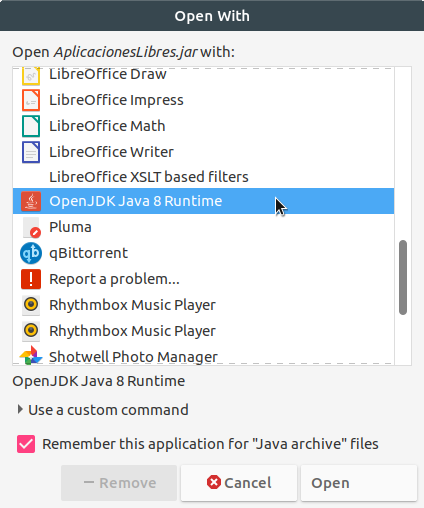 Open With
Open AplicacionesLibres.jar with:
LibreOffice Draw
LibreOffice Impress
LibreOffice Math
LibreOffice Writer
LibreOffice XSLT based filters
OpenJDK Java 8 Runtime
Pluma
qBittorrent
Report a problem...
Rhythmbox Music Player
Rhythmbox Music Player
Shotwell Photo Manager
OpenJDK Java 8 Runtime
Use a custom command
Remember this application for "Java archive" files
Remove Cancel Open